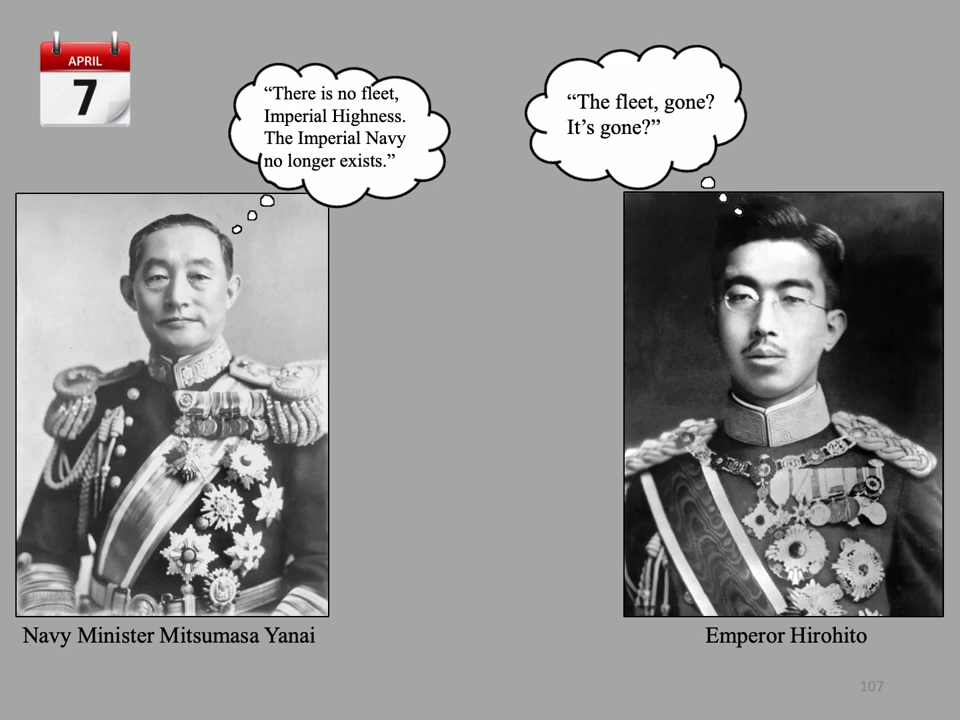 APRIL
7
“There is no fleet,
Imperial Highness.
The Imperial Navy
no longer exists.”
“The fleet, gone?
It’s gone?”
Navy Minister Mitsumasa Yanai
Emperor Hirohito
107